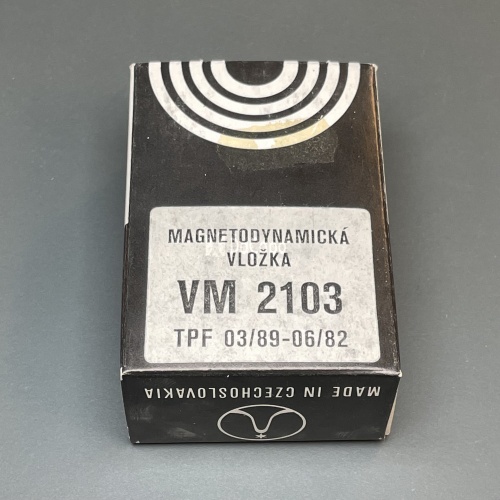 MAGNETODYNAMICKÁ
VLOŽKA
VM 2103
TPF 03/89-06/82
MADE IN CZECHOSLOVAKIA